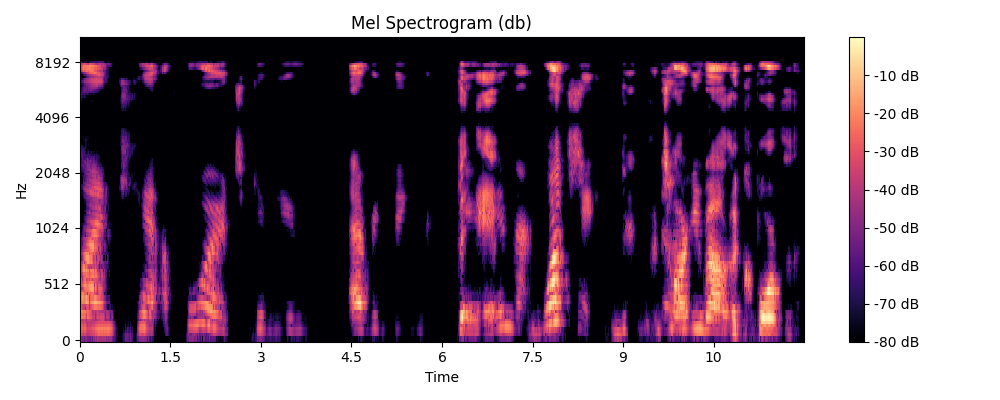 Mel Spectrogram (db)
8192
4096
2048
1024
512
0
Hz
0 1.5 3 4.5 6 7.5 9 10
Time
-10 dB
-20 dB
-30 dB
-40 dB
-50 dB
-60 dB
-70 dB
-80 dB